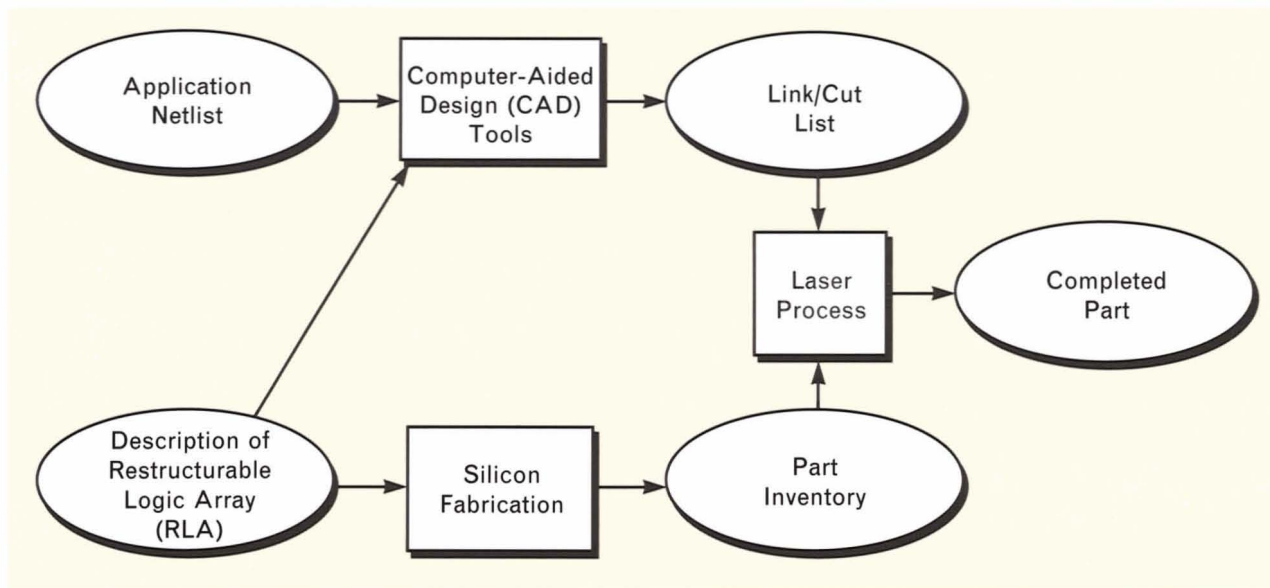 Application
Netlist
Computer-Aided
Design (CAD)
Tools
Link/Cut
List
Laser
Process
Completed
Part
Description of
Restructurable
Logic Array
(RLA)
Silicon
Fabrication
Part
Inventory